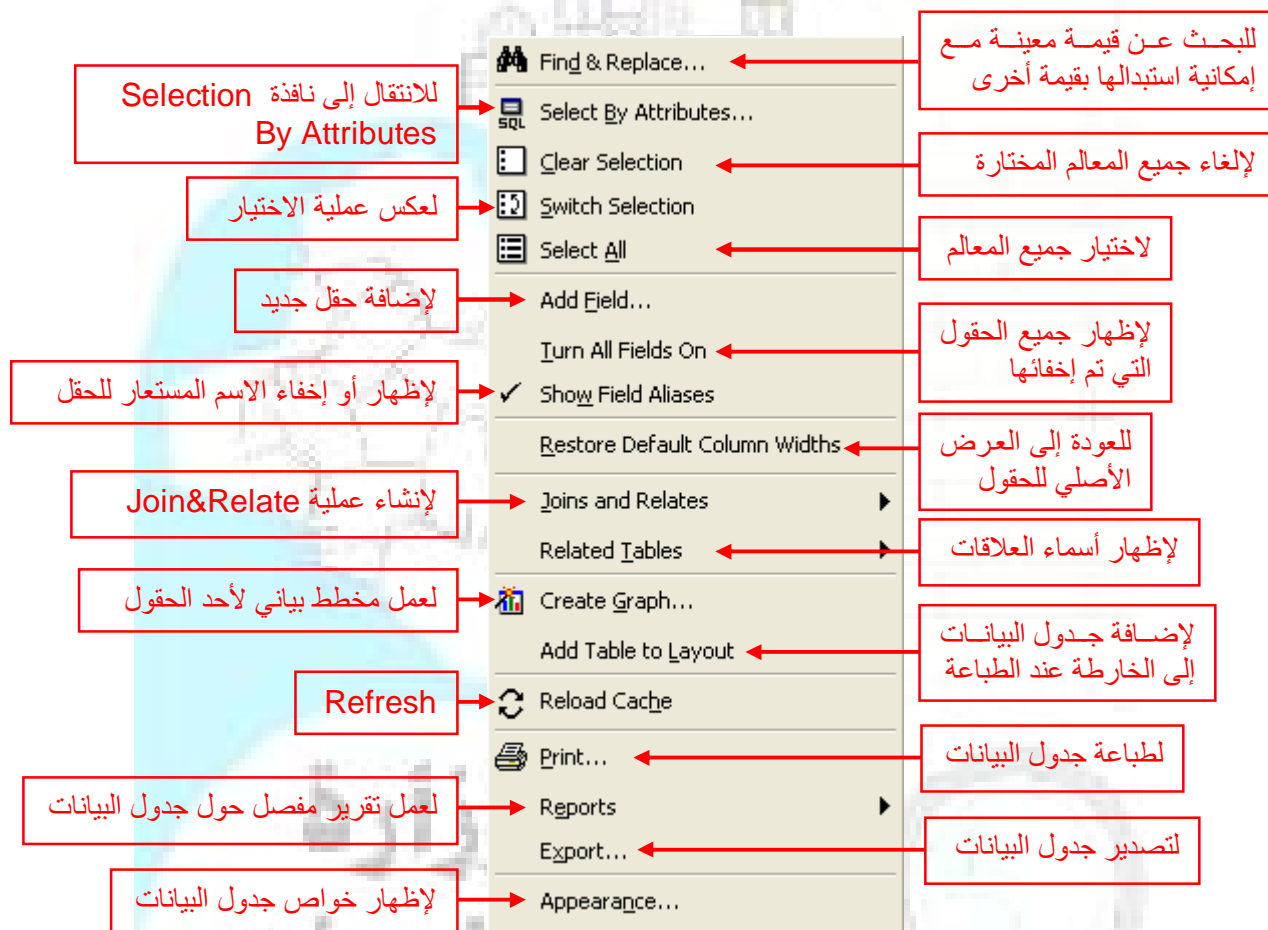 للبحث عن قيمة معينة مع
إمكانية استبدالها بقيمة أخرى
Find & Replace...
للانتقال إلى نافذة Selection
By Attributes
Select By Attributes...
SQL
Clear Selection
لإلغاء جميع المعالم المختارة
لعكس عملية الاختيار
Switch Selection
Select All
لاختيار جميع المعالم
لإضافة حقل جديد
Add Field...
Turn All Fields On
لإظهار جميع الحقول
التي تم إخفائها
لإظهار أو إخفاء الاسم المستعار للحقل
Show Field Aliases
Restore Default Column Widths
للعودة إلى العرض
الأصلي للحقول
لإنشاء عملية Join&Relate
Joins and Relates
Related Tables
لإظهار أسماء العلاقات
لعمل مخطط بياني لأحد الحقول
Create Graph...
Add Table to Layout
لإضافة جدول البيانات
إلى الخارطة عند الطباعة
Refresh
Reload Cache
Print...
لطباعة جدول البيانات
لعمل تقرير مفصل حول جدول البيانات
Reports
Export...
لتصدير جدول البيانات
لإظهار خواص جدول البيانات
Appearance...